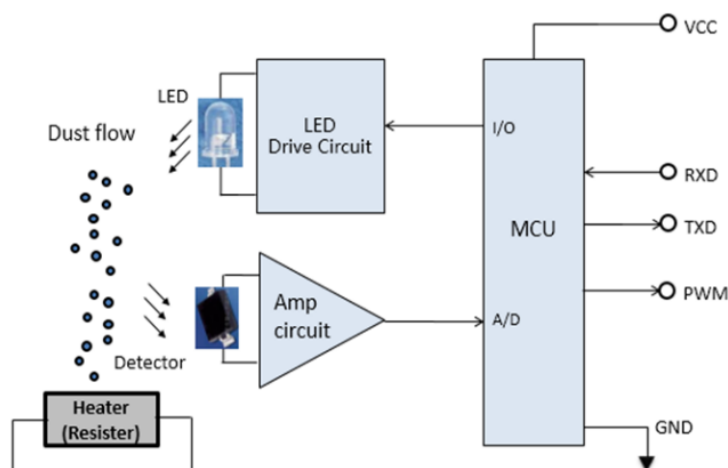 VCC
LED
LED
Drive Circuit
I/O
Dust flow
RXD
MCU
TXD
PWM
Amp
circuit
A/D
Detector
Heater
(Resister)
GND